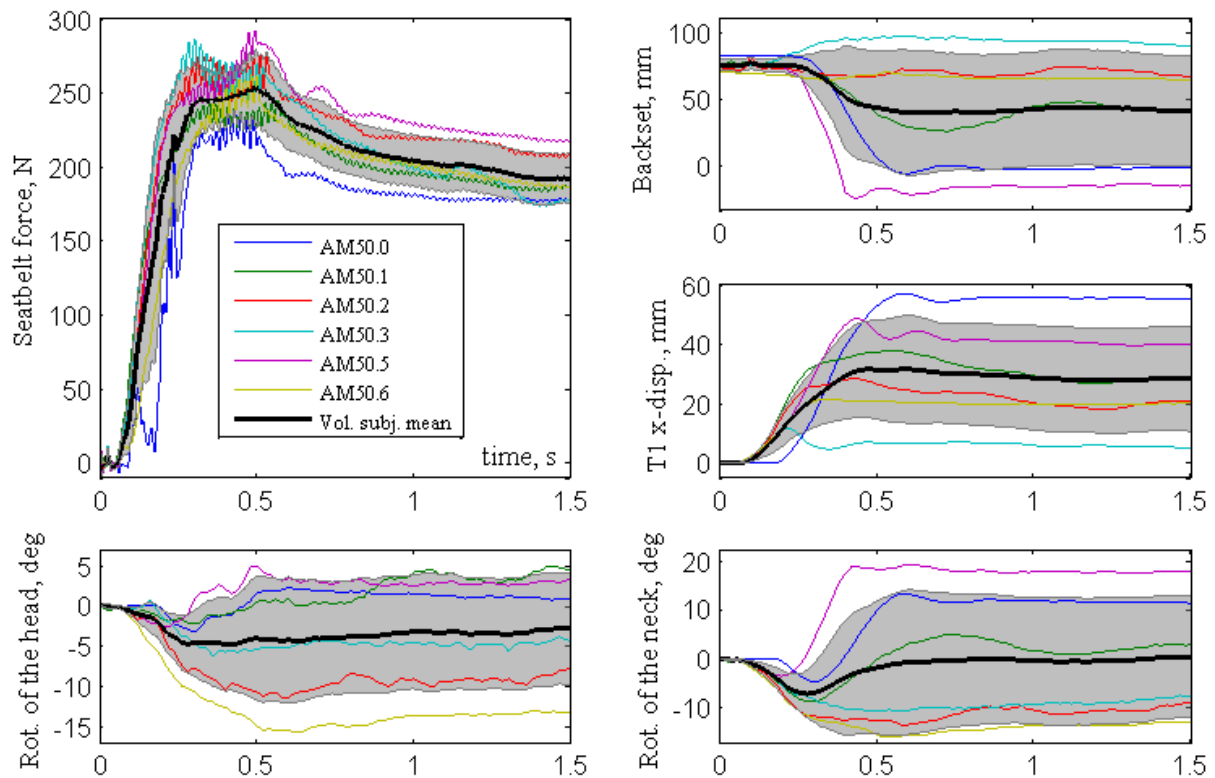 Seatbelt force, N
300
250
200
150
100
50
0
AM50.0
AM50.1
AM50.2
AM50.3
AM50.5
AM50.6
Vol. subj. mean
time, s
0 0.5 1 1.5
Backset, mm
100
50
0
0 0.5 1 1.5
T1 x-disp., mm
60
40
20
0
0 0.5 1 1.5
Rot. of the head, deg
5
0
-5
-10
-15
0 0.5 1 1.5
Rot. of the neck, deg
20
10
0
-10
0 0.5 1 1.5